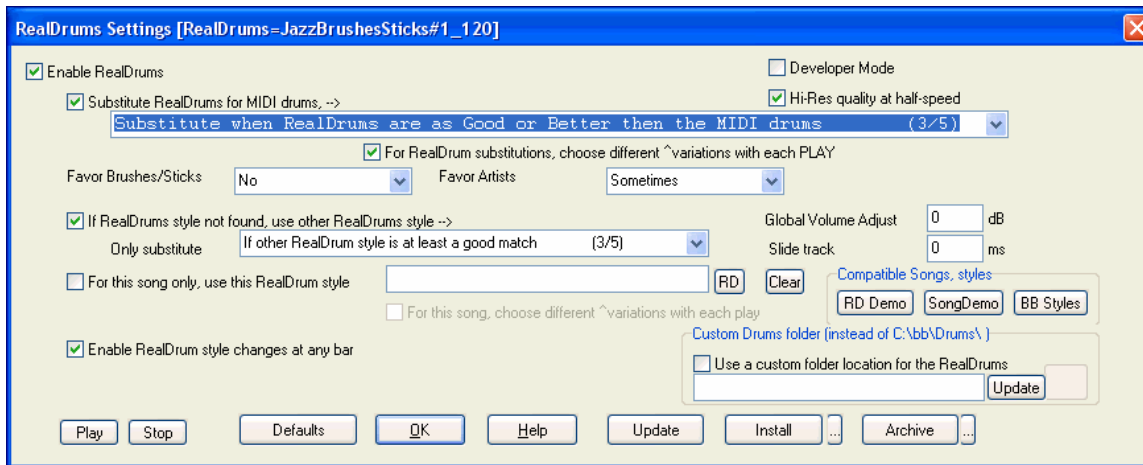 RealDrums Settings [RealDrums=JazzBrushesSticks#1_120]
Enable RealDrums
Developer Mode
Substitute RealDrums for MIDI drums, -->
Hi-Res quality at half-speed
Substitute when RealDrums are as Good or Better then the MIDI drums (3/5)
For RealDrum substitutions, choose different ^variations with each PLAY
Favor Brushes/Sticks No Favor Artists Sometimes
If RealDrums style not found, use other RealDrums style -->
Global Volume Adjust 0 dB
Only substitute If other RealDrum style is at least a good match (3/5)
Slide track 0 ms
For this song only, use this RealDrum style RD Clear
Compatible Songs, styles
RD Demo SongDemo BB Styles
For this song, choose different ^variations with each play
Enable RealDrum style changes at any bar
Custom Drums folder (instead of C:\bb\Drums\ )
Use a custom folder location for the RealDrums
Update
Play Stop Defaults OK Help Update Install ... Archive ...